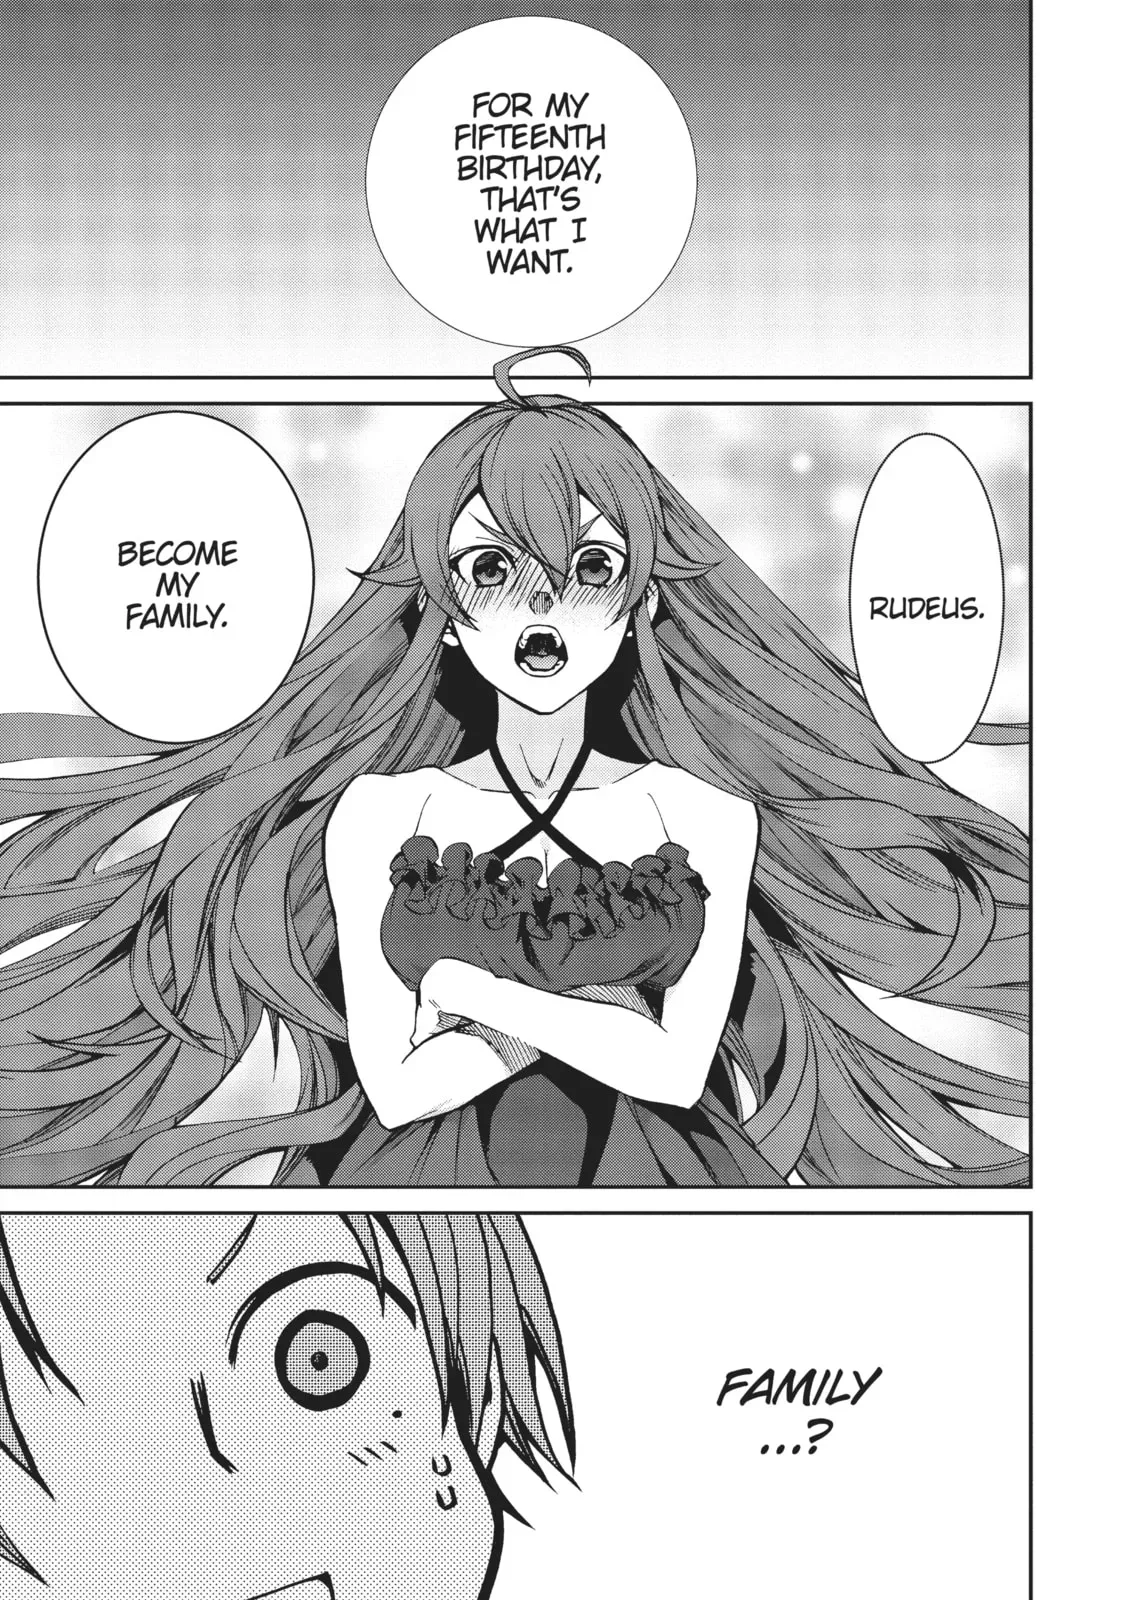 FOR MY
FIFTEENTH
BIRTHDAY,
THAT'S
WHAT I
WANT.
RUDEUS.
BECOME
MY
FAMILY.
FAMILY
...?